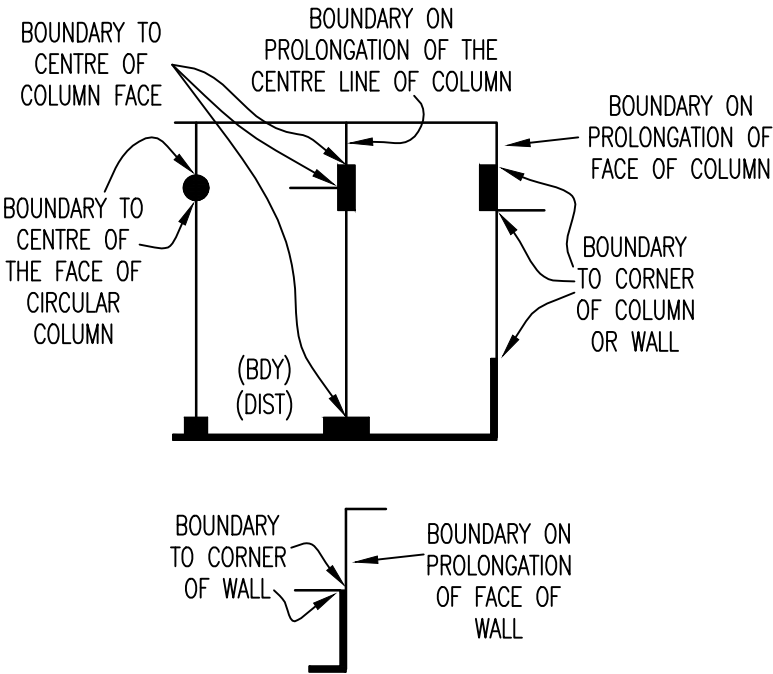 BOUNDARY TO
CENTRE OF
COLUMN FACE
BOUNDARY ON
PROLONGATION OF THE
CENTRE LINE OF COLUMN
BOUNDARY ON
PROLONGATION OF
FACE OF COLUMN
BOUNDARY TO
CENTRE OF
THE FACE OF
CIRCULAR
COLUMN
BOUNDARY
TO CORNER
OF COLUMN
OR WALL
(BDY)
(DIST)
BOUNDARY
TO CORNER
OF WALL
BOUNDARY ON
PROLONGATION
OF FACE OF
WALL